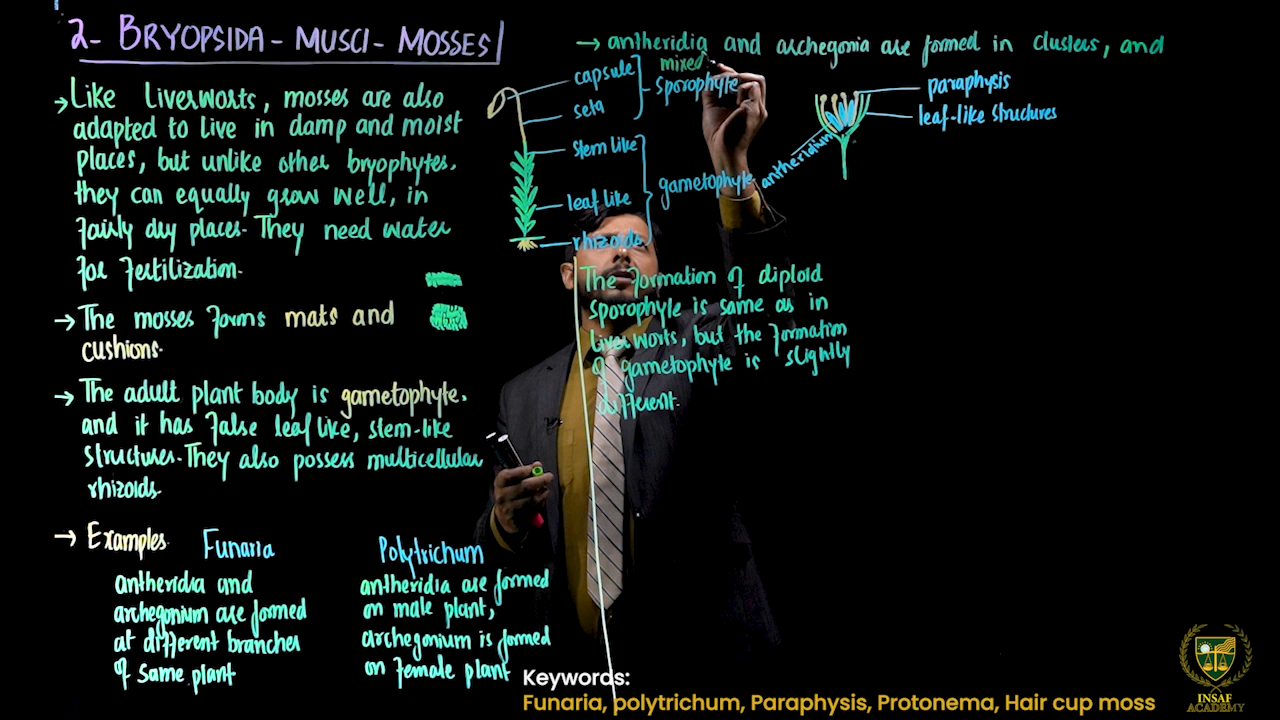 2- BRYOPSIDA - MUSCI - MOSSES
→ Like Liverworts, mosses are also
adapted to live in damp and moist
places, but unlike other bryophytes,
they can equally grow well, in
fairly dry places. They need water
for fertilization.
→ The mosses forms mats and
cushions.
→ The adult plant body is gametophyte,
and it has false leaf like, stem-like
structures. They also possess multicellular
rhizoids.
→ Examples
Funaria
antheridia and
archegonium are formed
at different branches
of same plant
Polytrichum
antheridia are formed
on male plant,
archegonium is formed
on female plant
→ antheridia and archegonia are formed in clusters, and
mixed
capsule
seta
sporophyte
stem like
leaf like
rhizoids
gametophyte
paraphysis
leaf-like structures
antheridium
The formation of diploid
sporophyte is same as in
liverworts, but the formation
of gametophyte is slightly
different.
Keywords:
Funaria, polytrichum, Paraphysis, Protonema, Hair cup moss
INSAF
ACADEMY